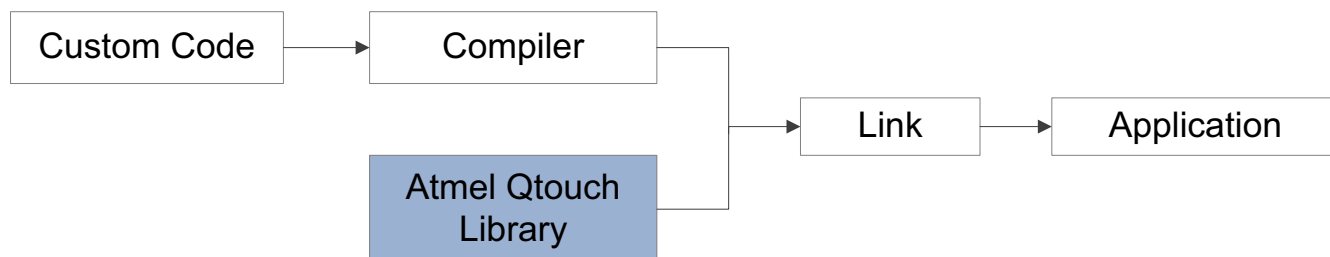 Custom Code
Compiler
Link
Application
Atmel Qtouch
Library